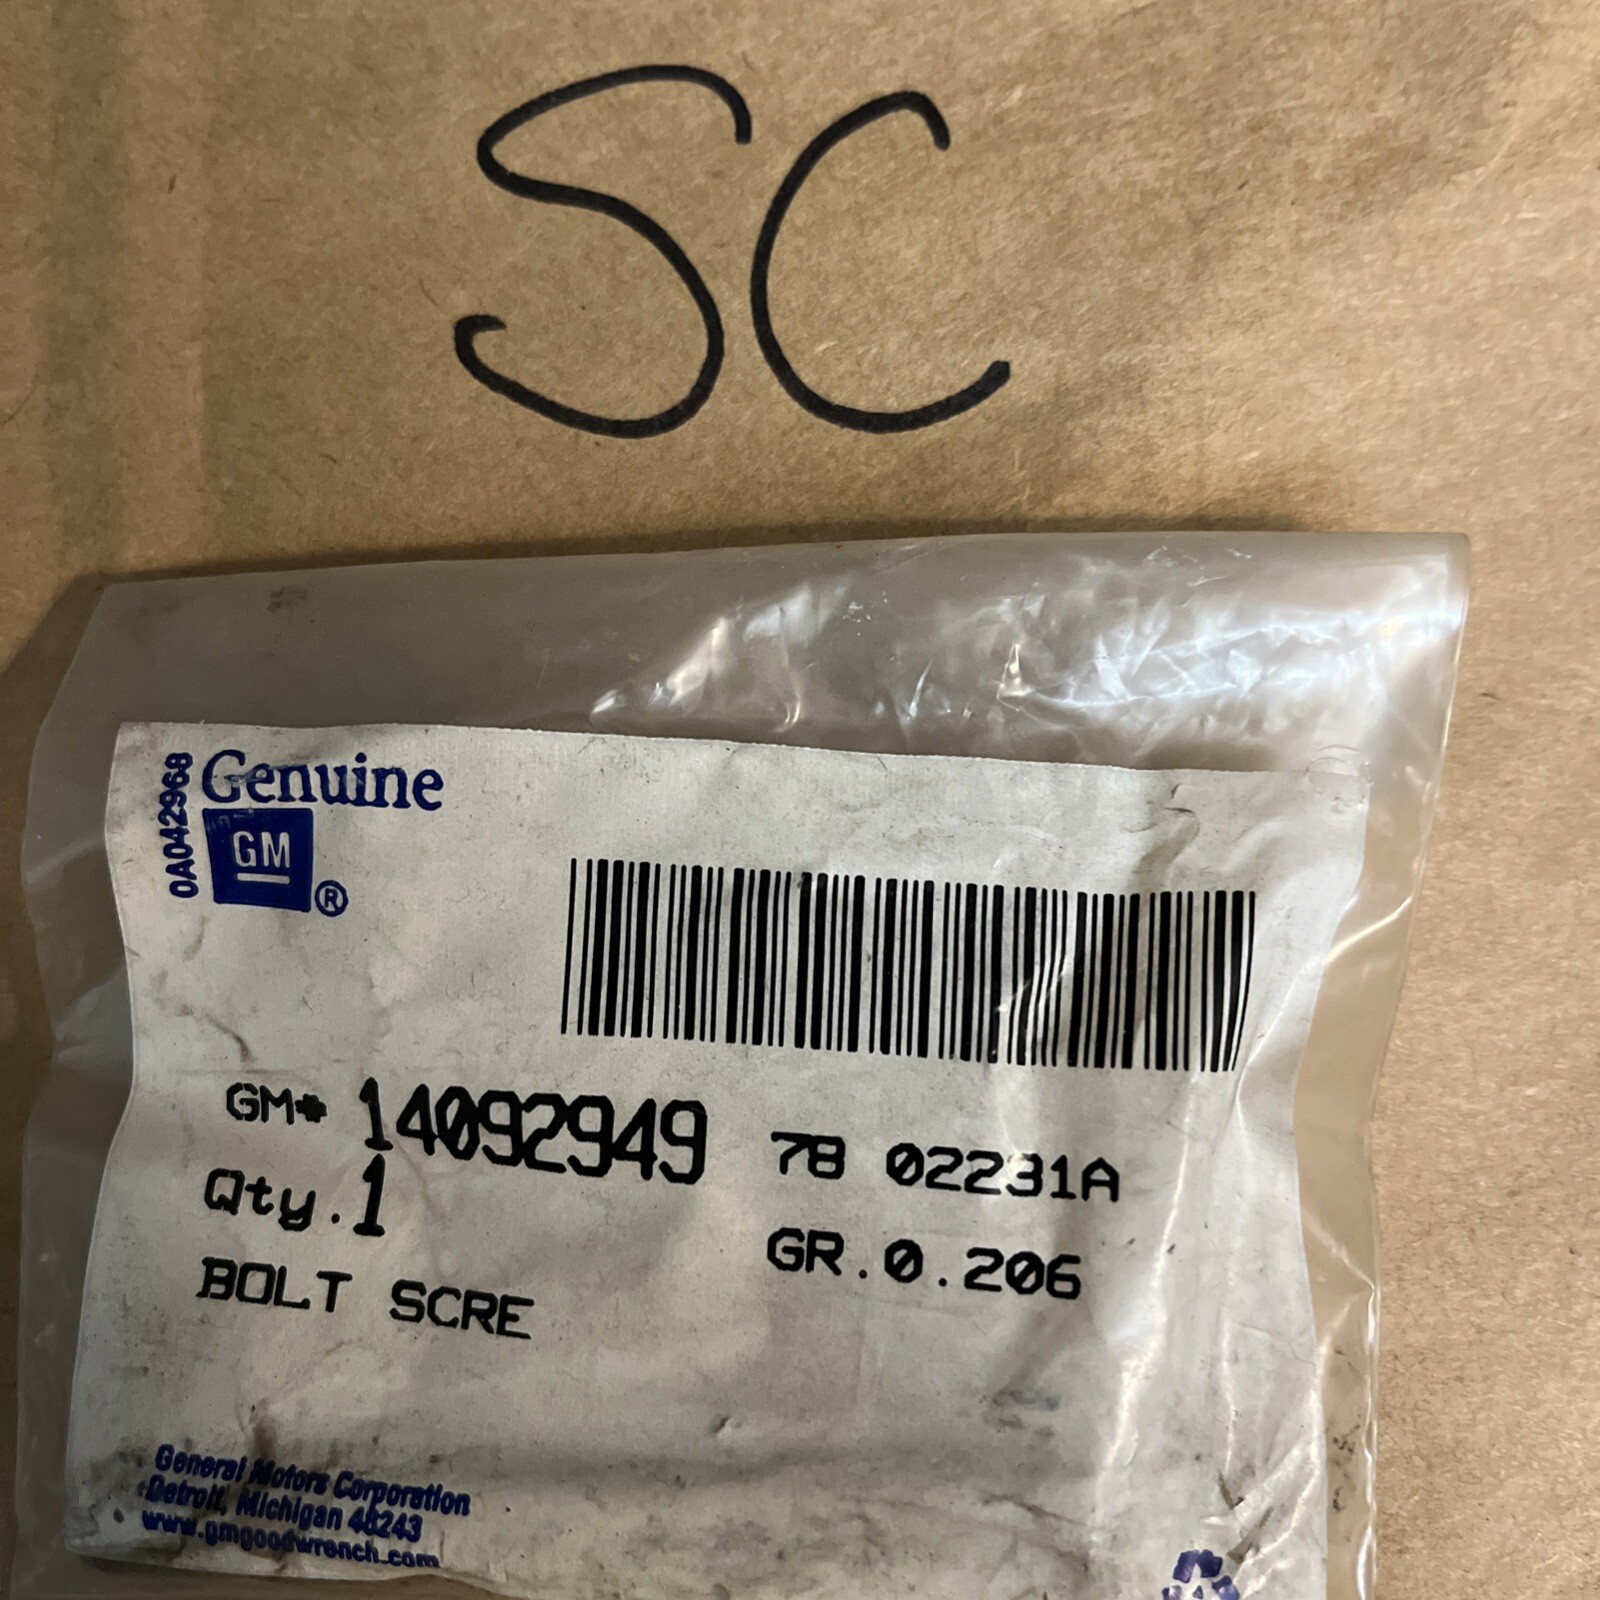 SC
0A042968
Genuine
GM ®
GM* 14092949 78 02231A
Qty.1
GR.0.206
BOLT SCRE
General Motors Corporation
Detroit, Michigan 48243
www.gmgoodwrench.com